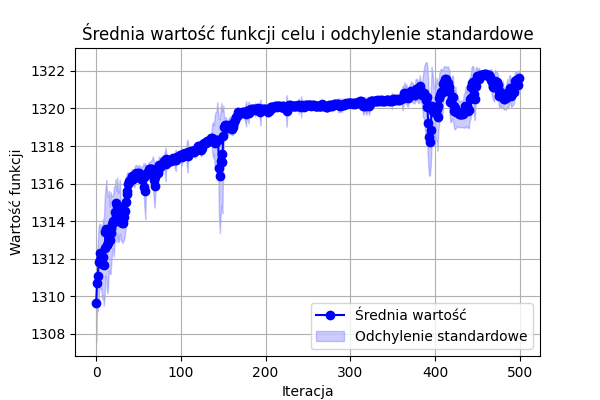 Średnia wartość funkcji celu i odchylenie standardowe
Wartość funkcji
1322
1320
1318
1316
1314
1312
1310
1308
0
100
200
300
400
500
Iteracja
Średnia wartość
Odchylenie standardowe